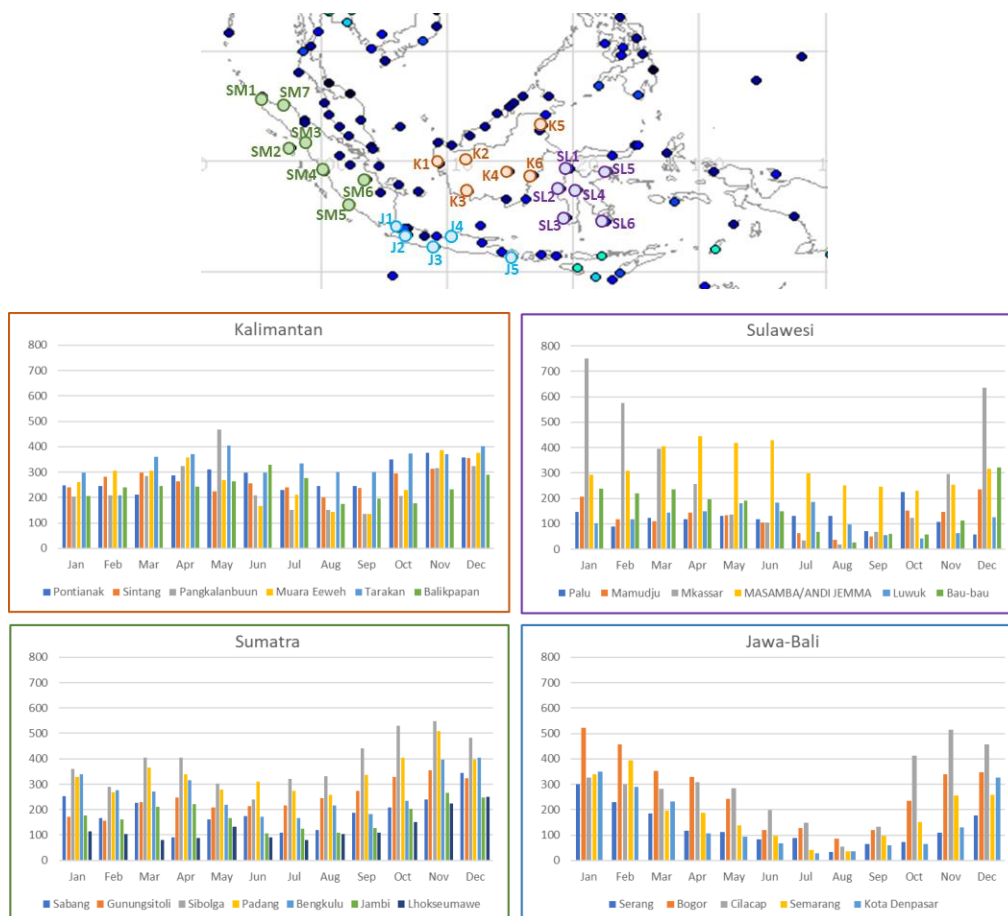 SM1
SM7
SM3
SM2
SM4
SM6
SM5
K5
K2
K1
K4
K6
K3
SL1
SL5
SL2
SL4
SL3
SL6
J1
J4
J2
J3
J5
Kalimantan
800
700
600
500
400
300
200
100
0
Jan Feb Mar Apr May Jun Jul Aug Sep Oct Nov Dec
Pontianak Sintang Pangkalanbuun Muara Eeweh Tarakan Balikpapan
Sulawesi
800
700
600
500
400
300
200
100
0
Jan Feb Mar Apr May Jun Jul Aug Sep Oct Nov Dec
Palu Mamudju Mkassar MASAMBA/ANDI JEMMA Luwuk Bau-bau
Sumatra
800
700
600
500
400
300
200
100
0
Jan Feb Mar Apr May Jun Jul Aug Sep Oct Nov Dec
Sabang Gunungsitoli Sibolga Padang Bengkulu Jambi Lhokseumawe
Jawa-Bali
800
700
600
500
400
300
200
100
0
Jan Feb Mar Apr May Jun Jul Aug Sep Oct Nov Dec
Serang Bogor Cilacap Semarang Kota Denpasar